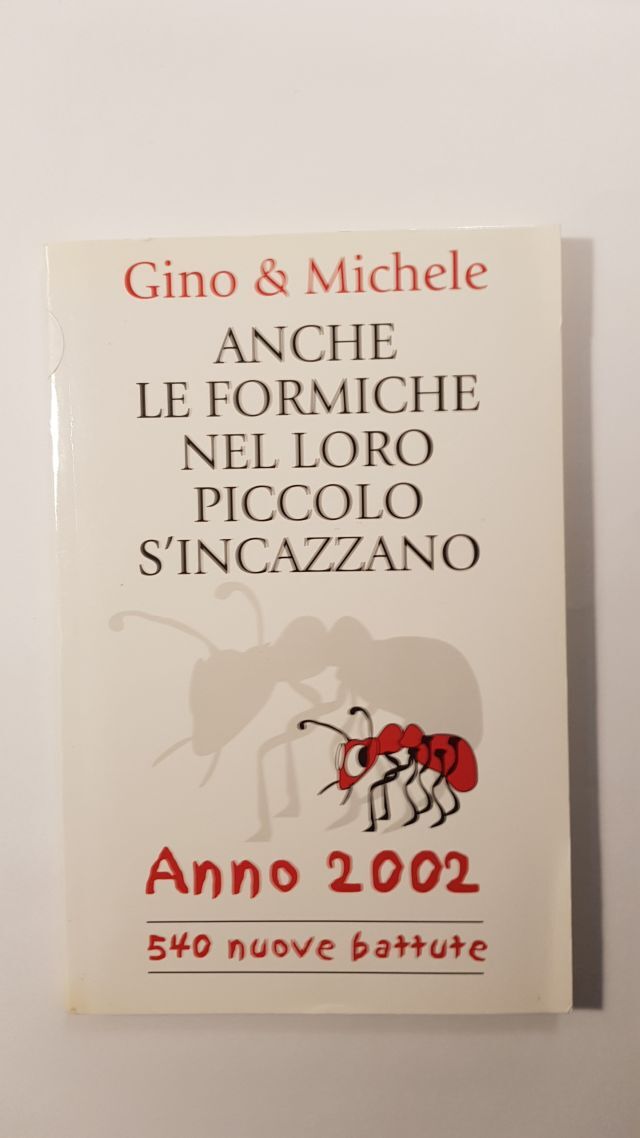 Gino & Michele
ANCHE
LE FORMICHE
NEL LORO
PICCOLO
S'INCAZZANO
Anno 2002
540 nuove battute